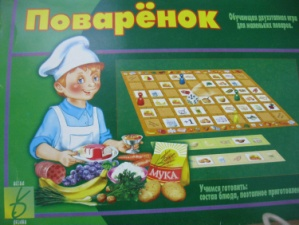 Поварёнок
Обучающая двухэтапная игра
для маленьких поваров.
МУКА
Учимся готовить:
состав блюда, поэтапное приготовление